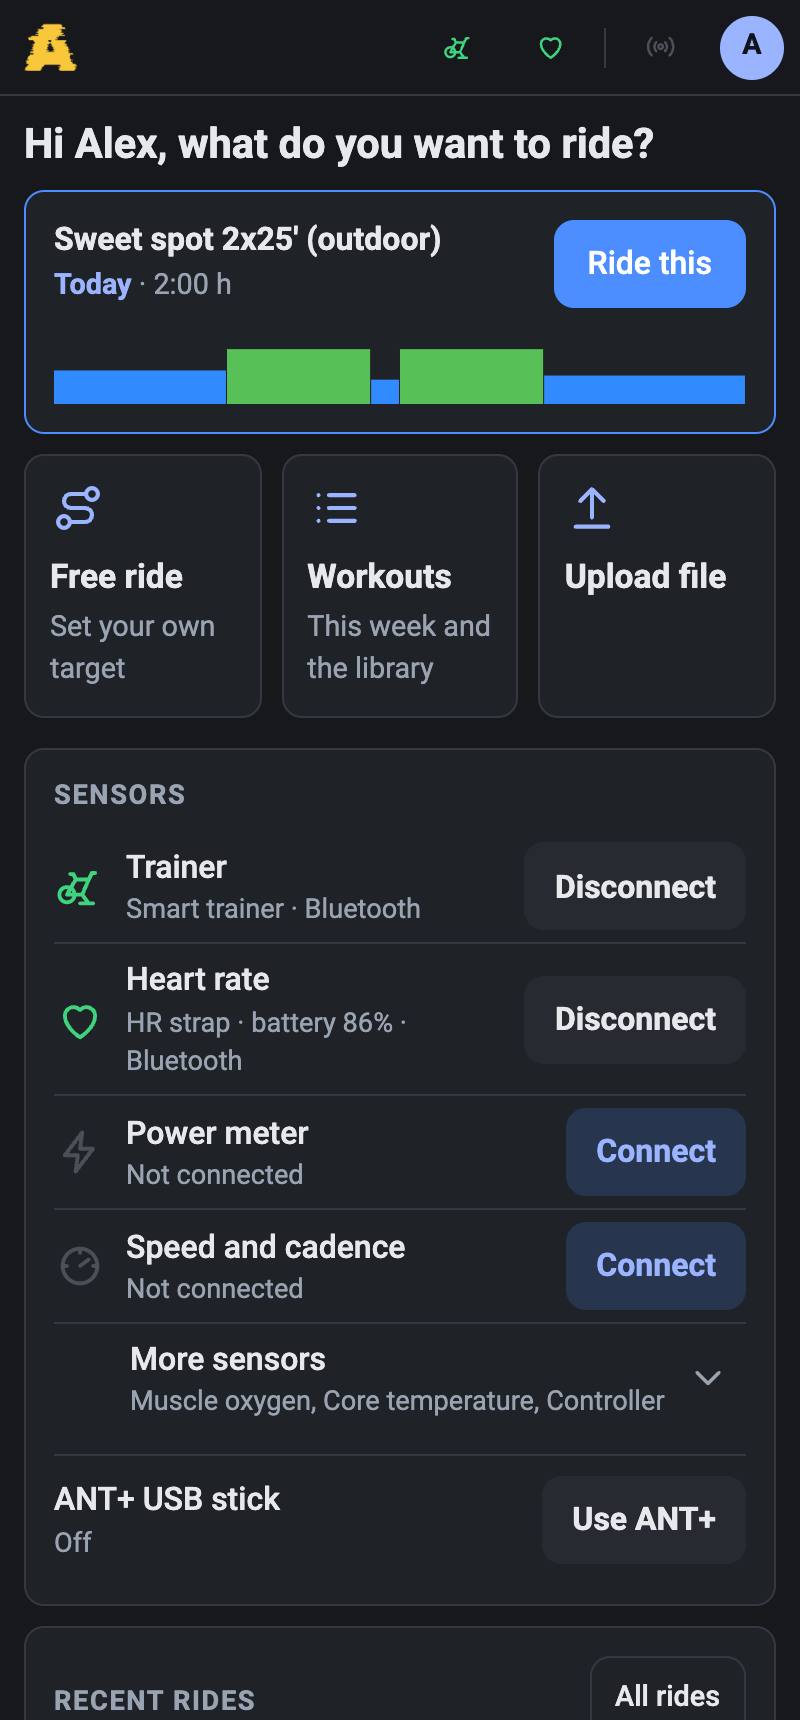 A
A
Hi Alex, what do you want to ride?
Sweet spot 2x25' (outdoor)
Today · 2:00 h
Ride this
Free ride
Set your own
target
Workouts
This week and
the library
Upload file
SENSORS
Trainer
Smart trainer · Bluetooth
Disconnect
Heart rate
HR strap · battery 86% ·
Bluetooth
Disconnect
Power meter
Not connected
Connect
Speed and cadence
Not connected
Connect
More sensors
Muscle oxygen, Core temperature, Controller
ANT+ USB stick
Off
Use ANT+
RECENT RIDES
All rides